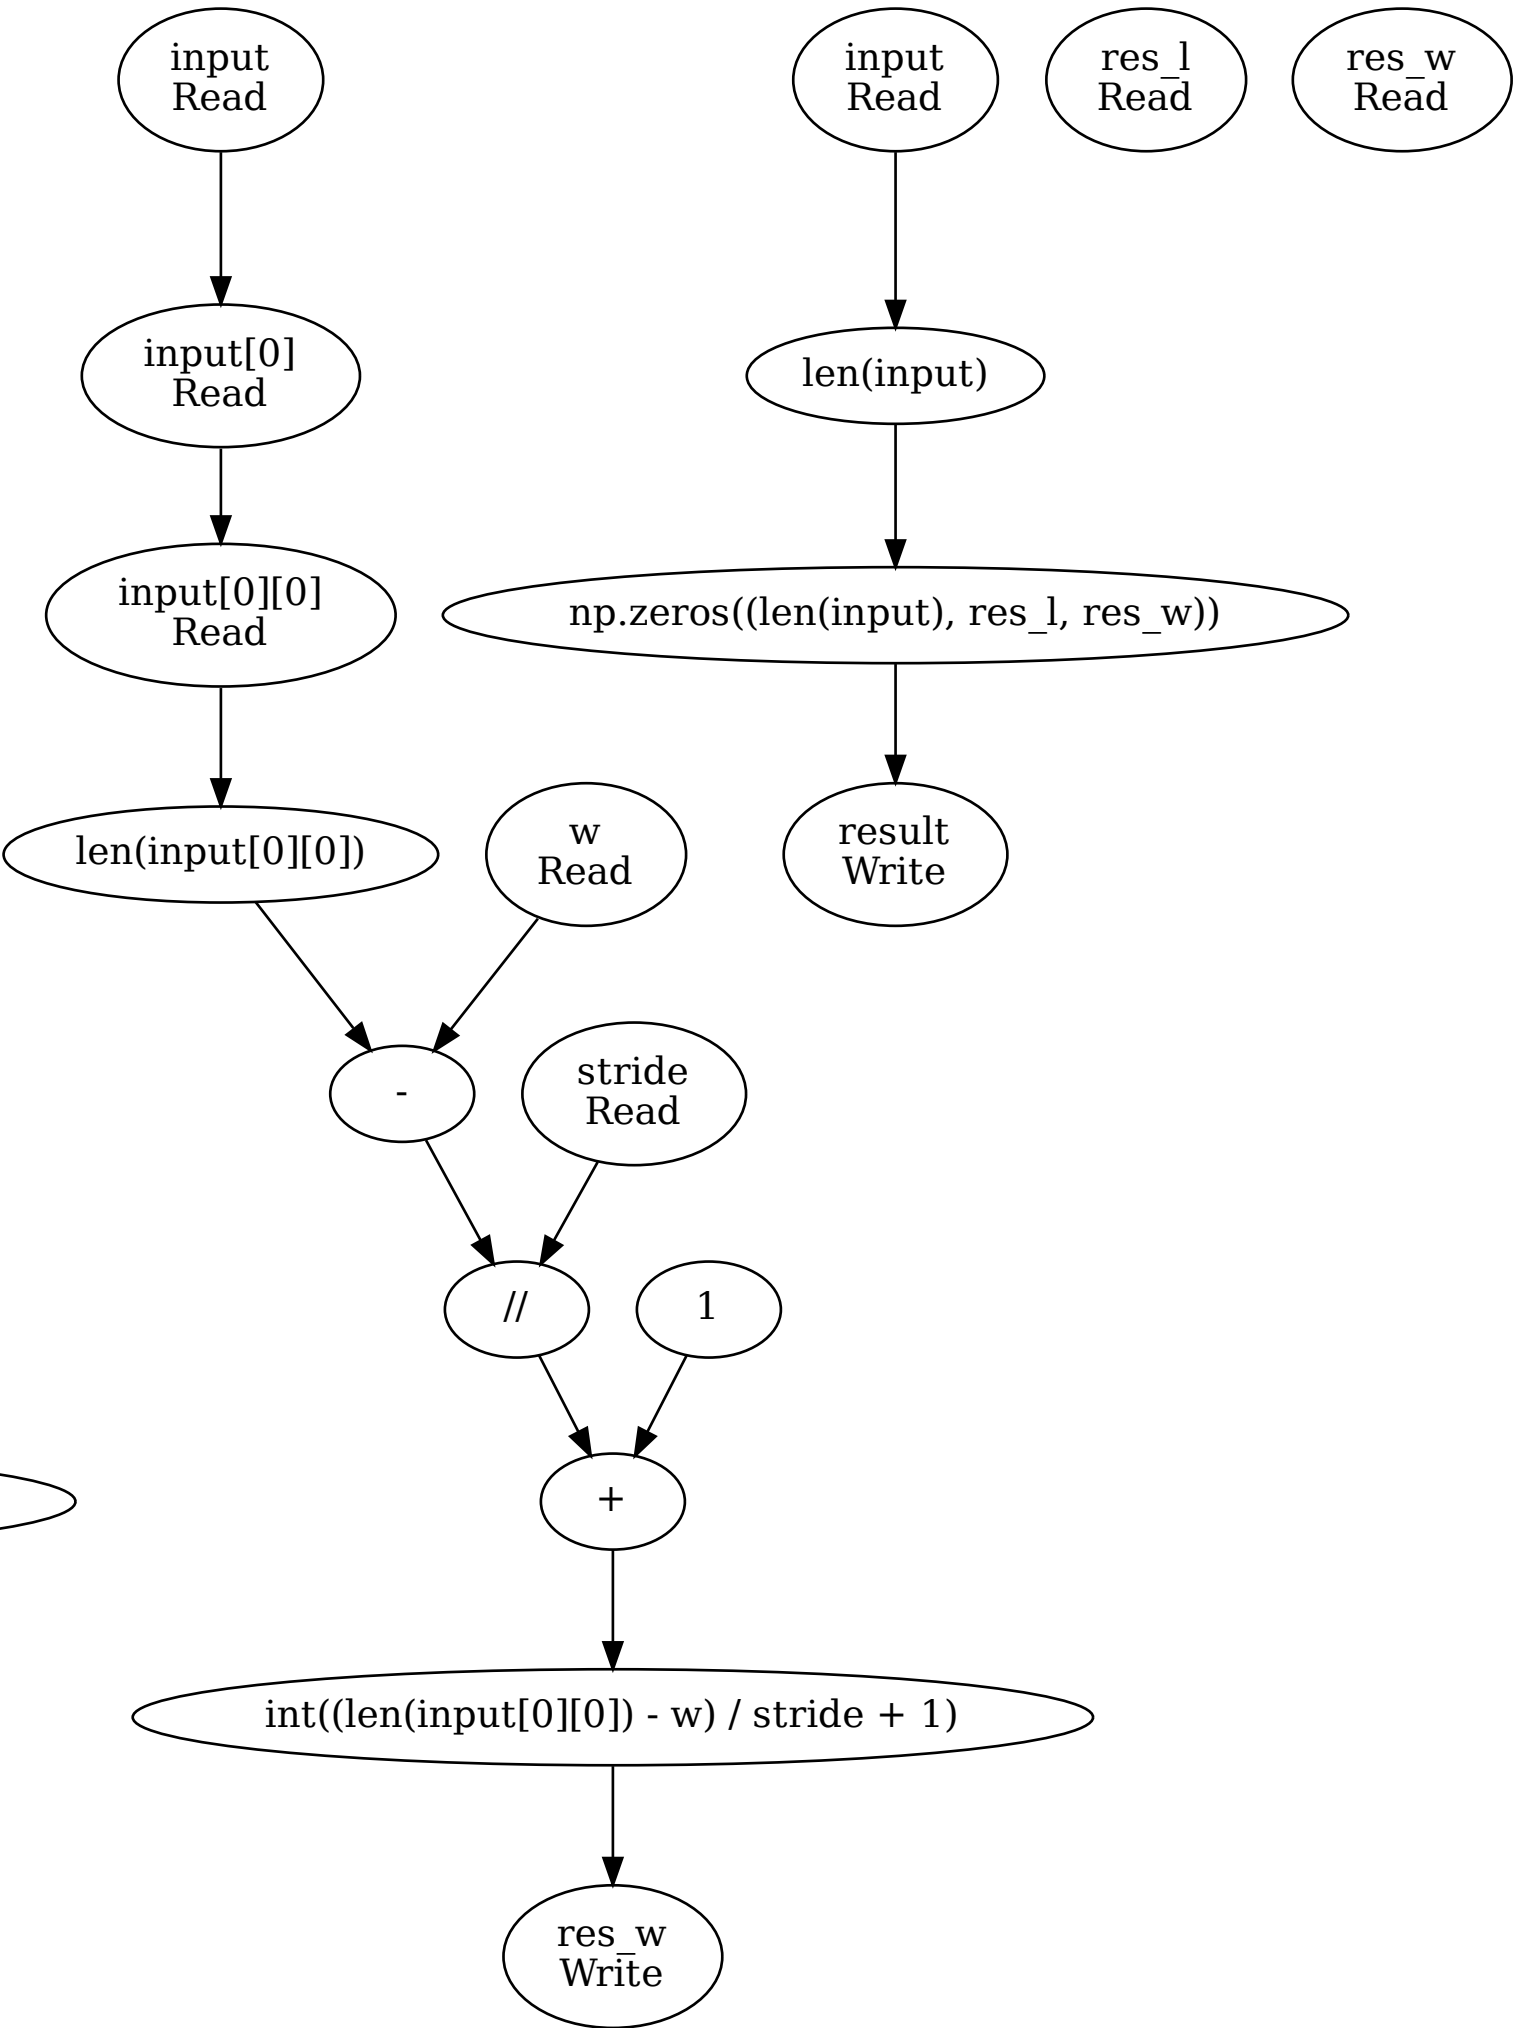 input
Read
input
Read
res_l
Read
res_w
Read
input[0]
Read
len(input)
input[0][0]
Read
np.zeros((len(input), res_l, res_w))
len(input[0][0])
w
Read
result
Write
-
stride
Read
//
1
+
int((len(input[0][0]) - w) / stride + 1)
res_w
Write